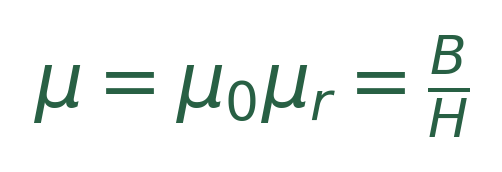 μ = μ₀μᵣ = B/H